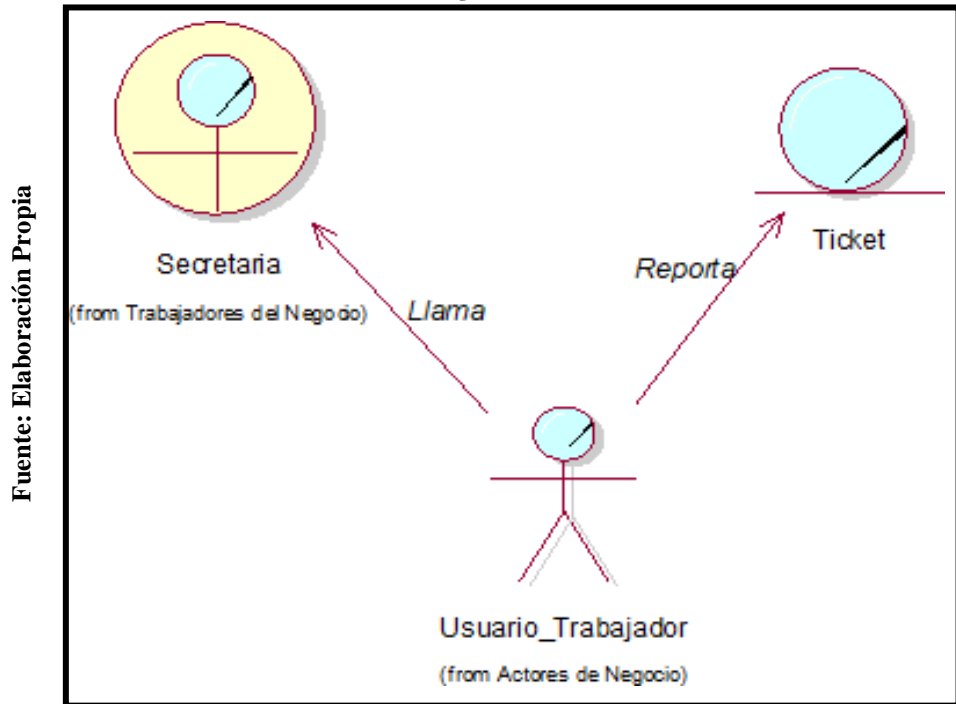 Fuente: Elaboración Propia
Secretaria
(from Trabajadores del Negocio)
Llama
Reporta
Ticket
Usuario_Trabajador
(from Actores de Negocio)